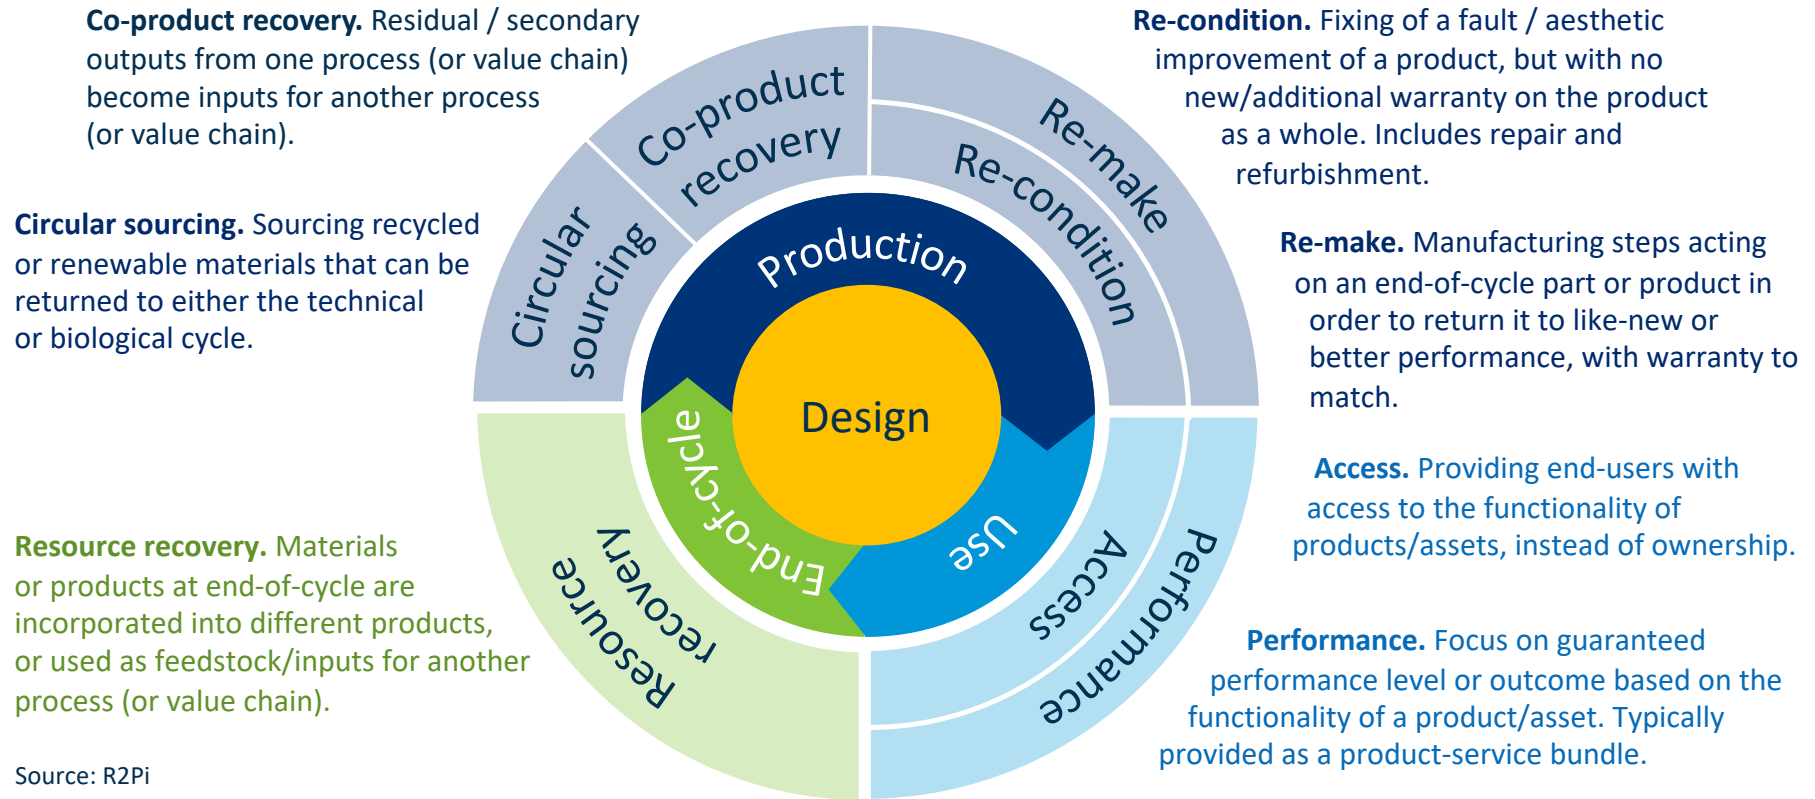 Co-product recovery. Residual / secondary
outputs from one process (or value chain)
become inputs for another process
(or value chain).
Circular sourcing. Sourcing recycled
or renewable materials that can be
returned to either the technical
or biological cycle.
Resource recovery. Materials
or products at end-of-cycle are
incorporated into different products,
or used as feedstock/inputs for another
process (or value chain).
Source: R2Pi
Co-product
recovery
Circular
sourcing
Re-make
Re-condition
Production
Design
End-of-cycle
Use
Access
Performance
Resource
recovery
Re-condition. Fixing of a fault / aesthetic
improvement of a product, but with no
new/additional warranty on the product
as a whole. Includes repair and
refurbishment.
Re-make. Manufacturing steps acting
on an end-of-cycle part or product in
order to return it to like-new or
better performance, with warranty to
match.
Access. Providing end-users with
access to the functionality of
products/assets, instead of ownership.
Performance. Focus on guaranteed
performance level or outcome based on the
functionality of a product/asset. Typically
provided as a product-service bundle.